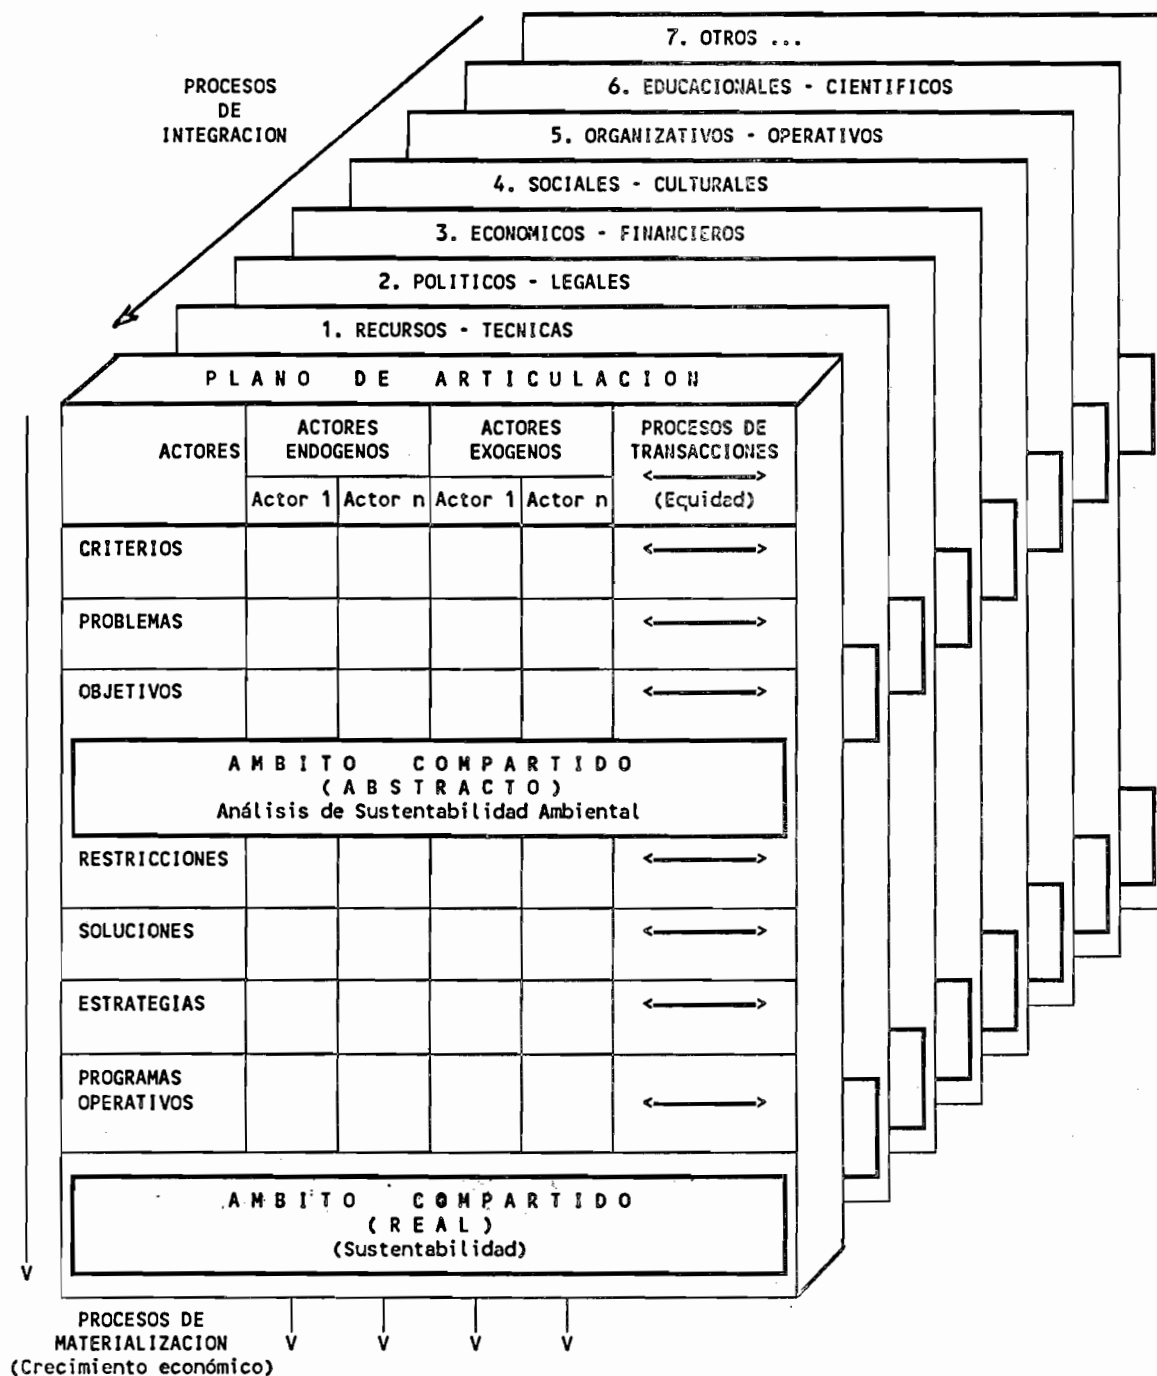 7. OTROS ...
6. EDUCACIONALES - CIENTIFICOS
5. ORGANIZATIVOS - OPERATIVOS
4. SOCIALES - CULTURALES
3. ECONOMICOS - FINANCIEROS
2. POLITICOS - LEGALES
1. RECURSOS - TECNICAS
PROCESOS
DE
INTEGRACION
PLANO DE ARTICULACION
ACTORES
ACTORES
ENDOGENOS
ACTORES
EXOGENOS
PROCESOS DE
TRANSACCIONES
<——————>
(Equidad)
Actor 1
Actor n
Actor 1
Actor n
CRITERIOS
<——————>
PROBLEMAS
<——————>
OBJETIVOS
<——————>
AMBITO COMPARTIDO
(ABSTRACTO)
Análisis de Sustentabilidad Ambiental
RESTRICCIONES
<——————>
SOLUCIONES
<——————>
ESTRATEGIAS
<——————>
PROGRAMAS
OPERATIVOS
<——————>
AMBITO COMPARTIDO
(REAL)
(Sustentabilidad)
V
PROCESOS DE
MATERIALIZACION
(Crecimiento económico)
V V V V